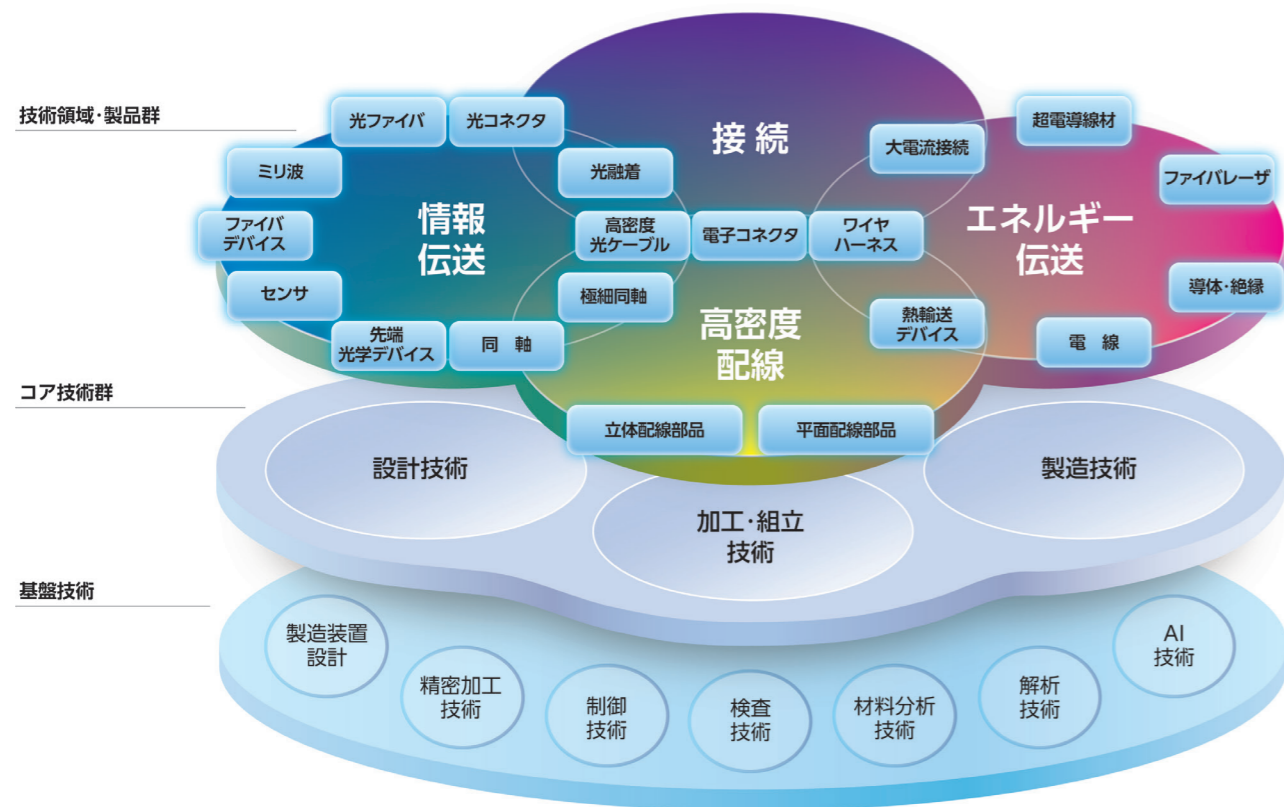 技術領域・製品群
光ファイバ
光コネクタ
超電導線材
接続
大電流接続
ミリ波
光融着
ファイバレーザ
情報
伝送
エネルギー
伝送
ファイバ
デバイス
高密度
光ケーブル
電子コネクタ
ワイヤ
ハーネス
センサ
極細同軸
導体・絶縁
高密度
配線
熱輸送
デバイス
先端
光学デバイス
同 軸
電 線
コア技術群
立体配線部品
平面配線部品
設計技術
製造技術
加工・組立
技術
基盤技術
製造装置
設計
精密加工
技術
制御
技術
検査
技術
材料分析
技術
解析
技術
AI
技術